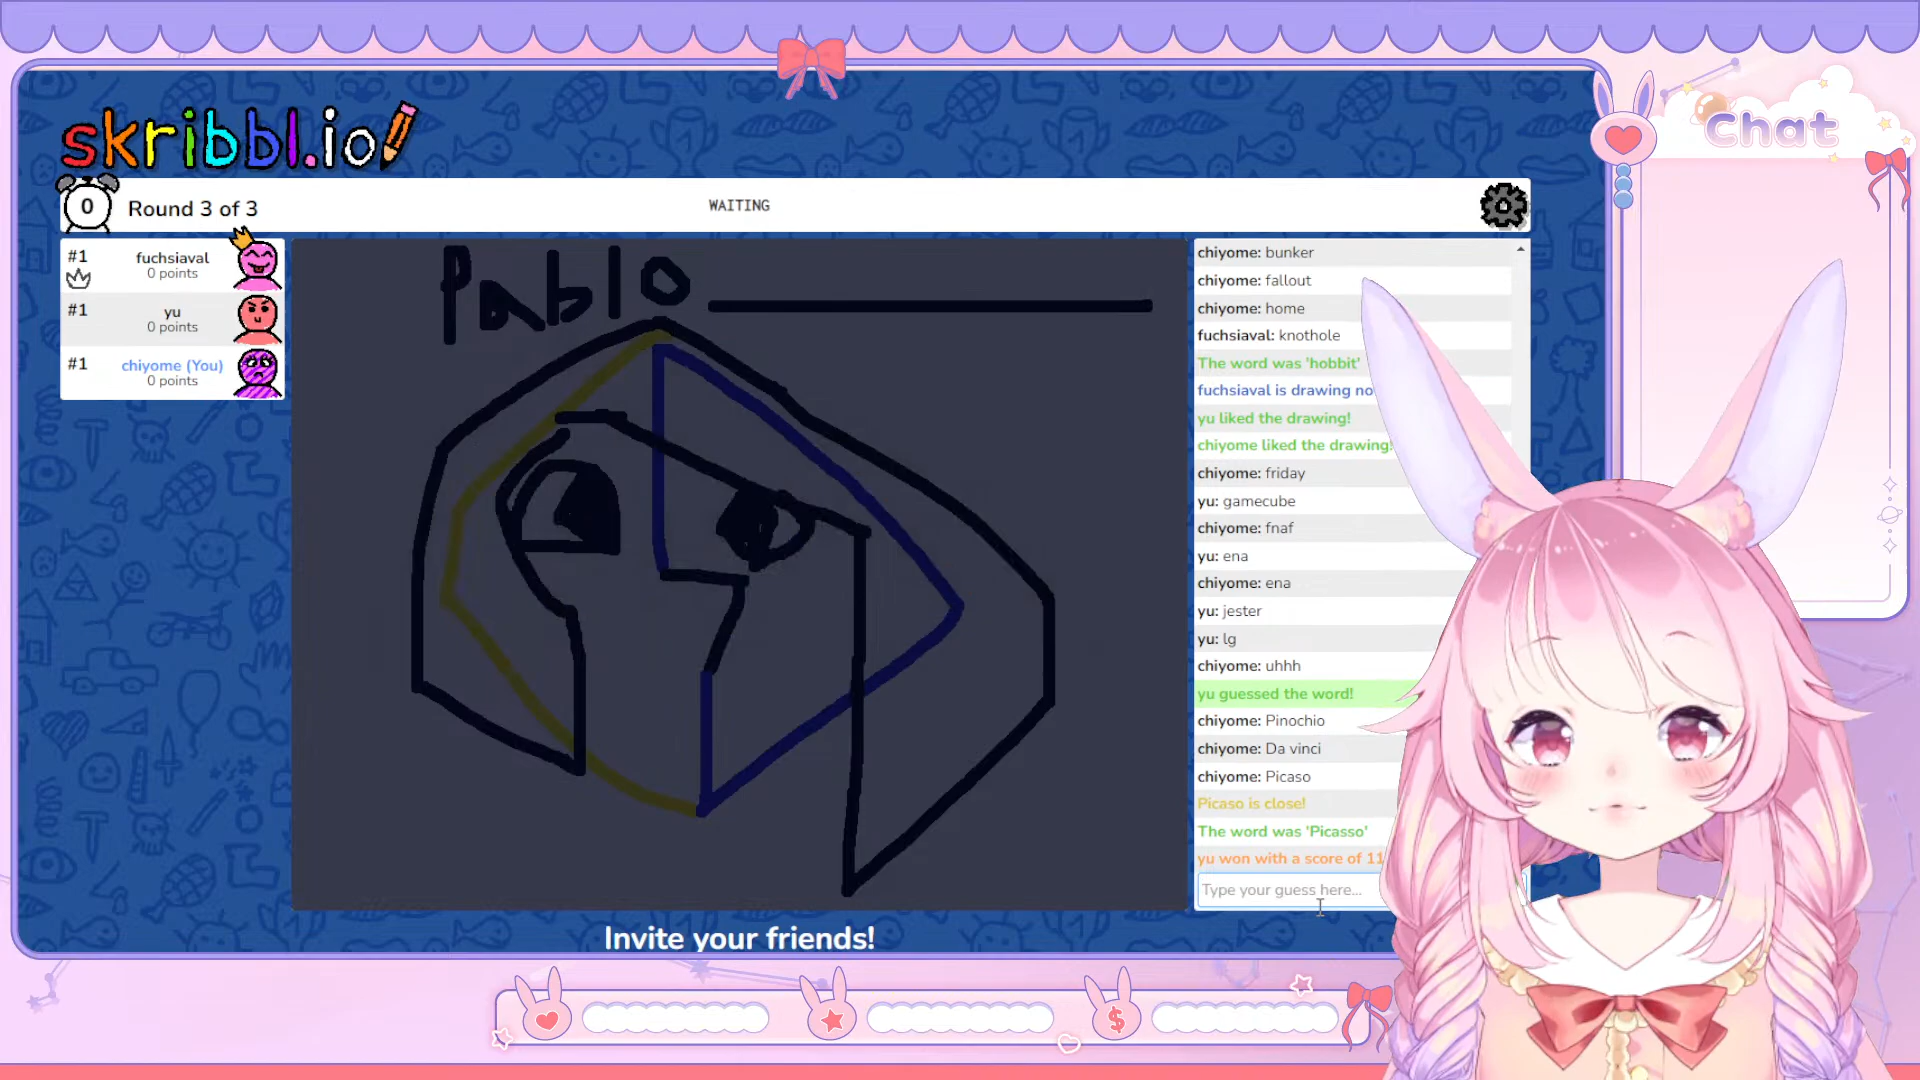 Chat
skribbl.io
0
Round 3 of 3
WAITING
#1
fuchsiaval
0 points
#1
yu
0 points
#1
chiyome (You)
0 points
Pablo
chiyome: bunker
chiyome: fallout
chiyome: home
fuchsiaval: knothole
The word was 'hobbit'
fuchsiaval is drawing no
yu liked the drawing!
chiyome liked the drawing!
chiyome: friday
yu: gamecube
chiyome: fnaf
yu: ena
chiyome: ena
yu: jester
yu: lg
chiyome: uhhh
yu guessed the word!
chiyome: Pinochio
chiyome: Da vinci
chiyome: Picaso
Picaso is close!
The word was 'Picasso'
yu won with a score of 11
Type your guess here...
Invite your friends!
$